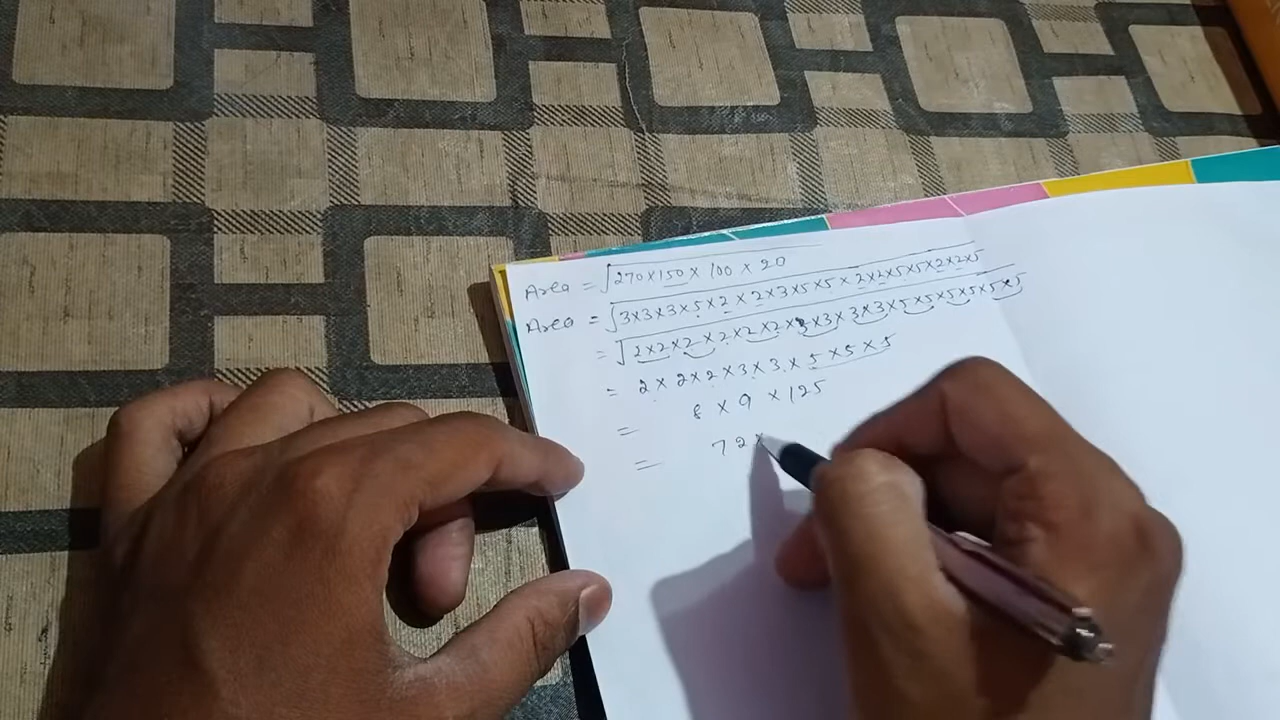 Area = √270×150×100×20
Area = √3×3×3×5×2×2×3×5×5×2×2×5×5×2×2×5
= √2×2×2×2×2×2×3×3×3×3×5×5×5×5×5×5
= 2×2×2×3×3×5×5×5
= 8×9×125
= 72×